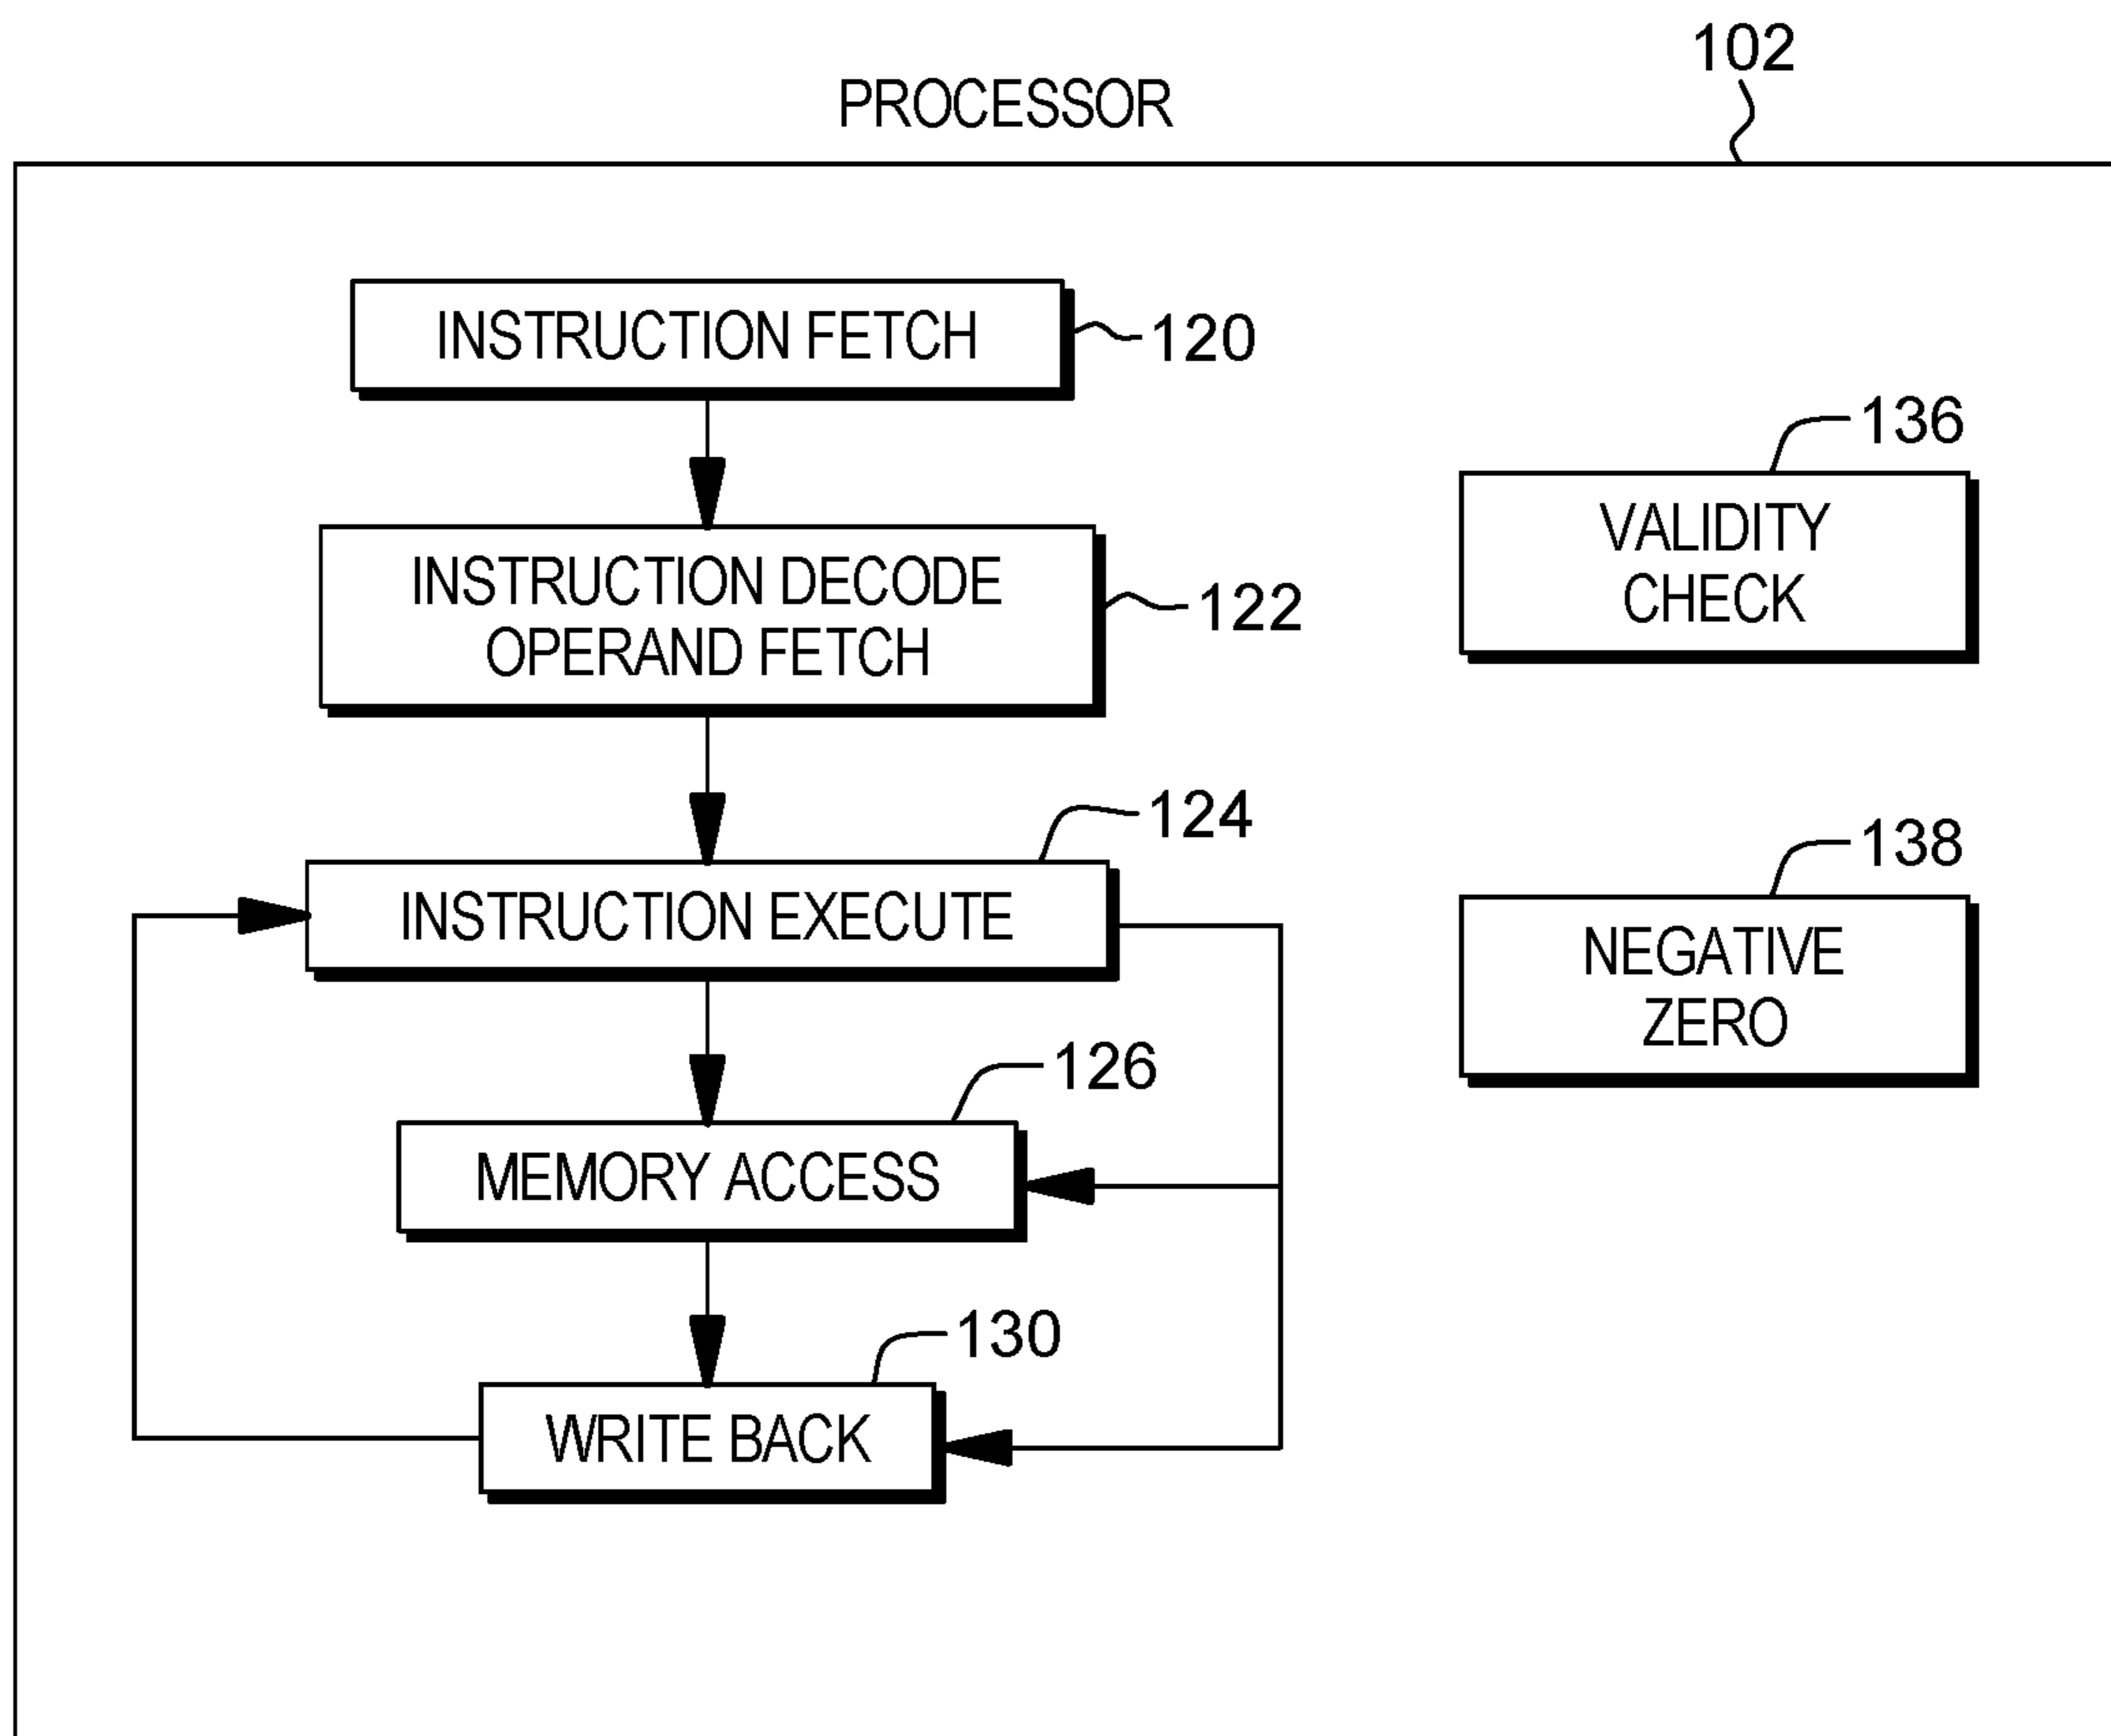 102
PROCESSOR
INSTRUCTION FETCH
120
136
VALIDITY
CHECK
INSTRUCTION DECODE
OPERAND FETCH
122
124
138
INSTRUCTION EXECUTE
NEGATIVE
ZERO
126
MEMORY ACCESS
130
WRITE BACK